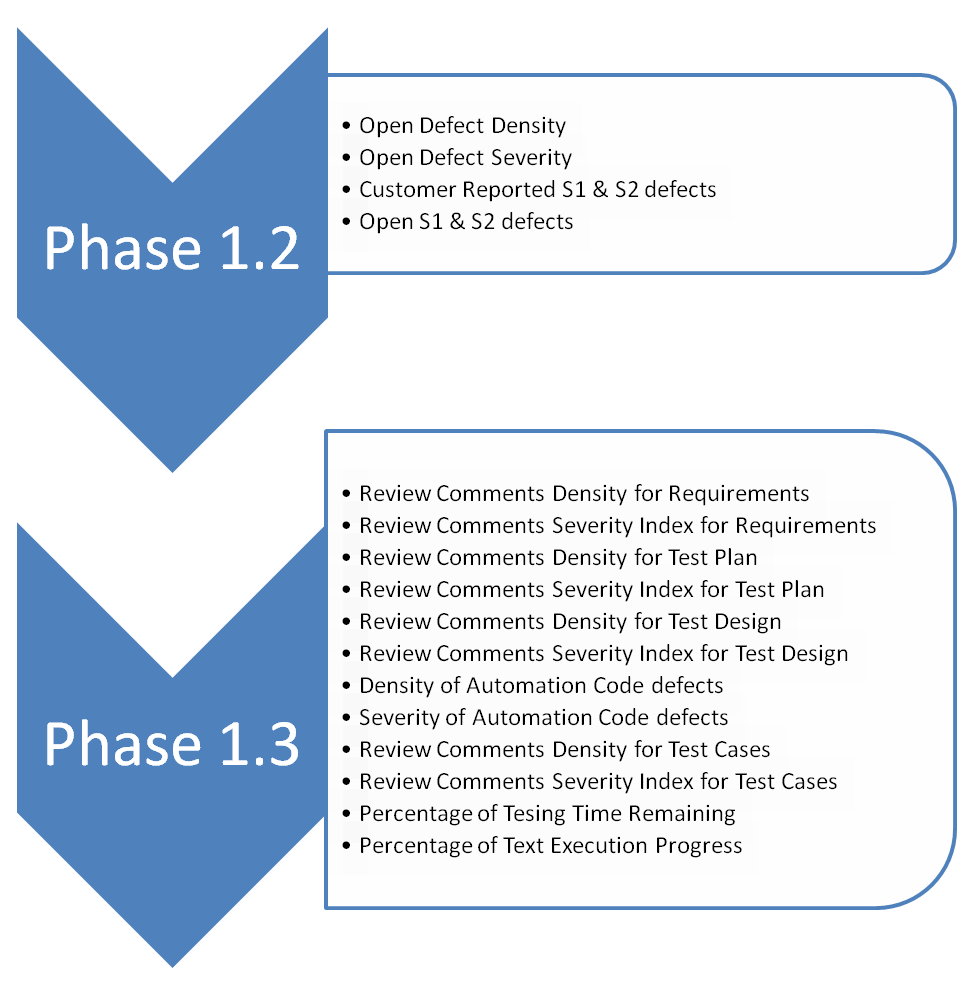 Phase 1.2
• Open Defect Density
• Open Defect Severity
• Customer Reported S1 & S2 defects
• Open S1 & S2 defects
Phase 1.3
• Review Comments Density for Requirements
• Review Comments Severity Index for Requirements
• Review Comments Density for Test Plan
• Review Comments Severity Index for Test Plan
• Review Comments Density for Test Design
• Review Comments Severity Index for Test Design
• Density of Automation Code defects
• Severity of Automation Code defects
• Review Comments Density for Test Cases
• Review Comments Severity Index for Test Cases
• Percentage of Tesing Time Remaining
• Percentage of Text Execution Progress